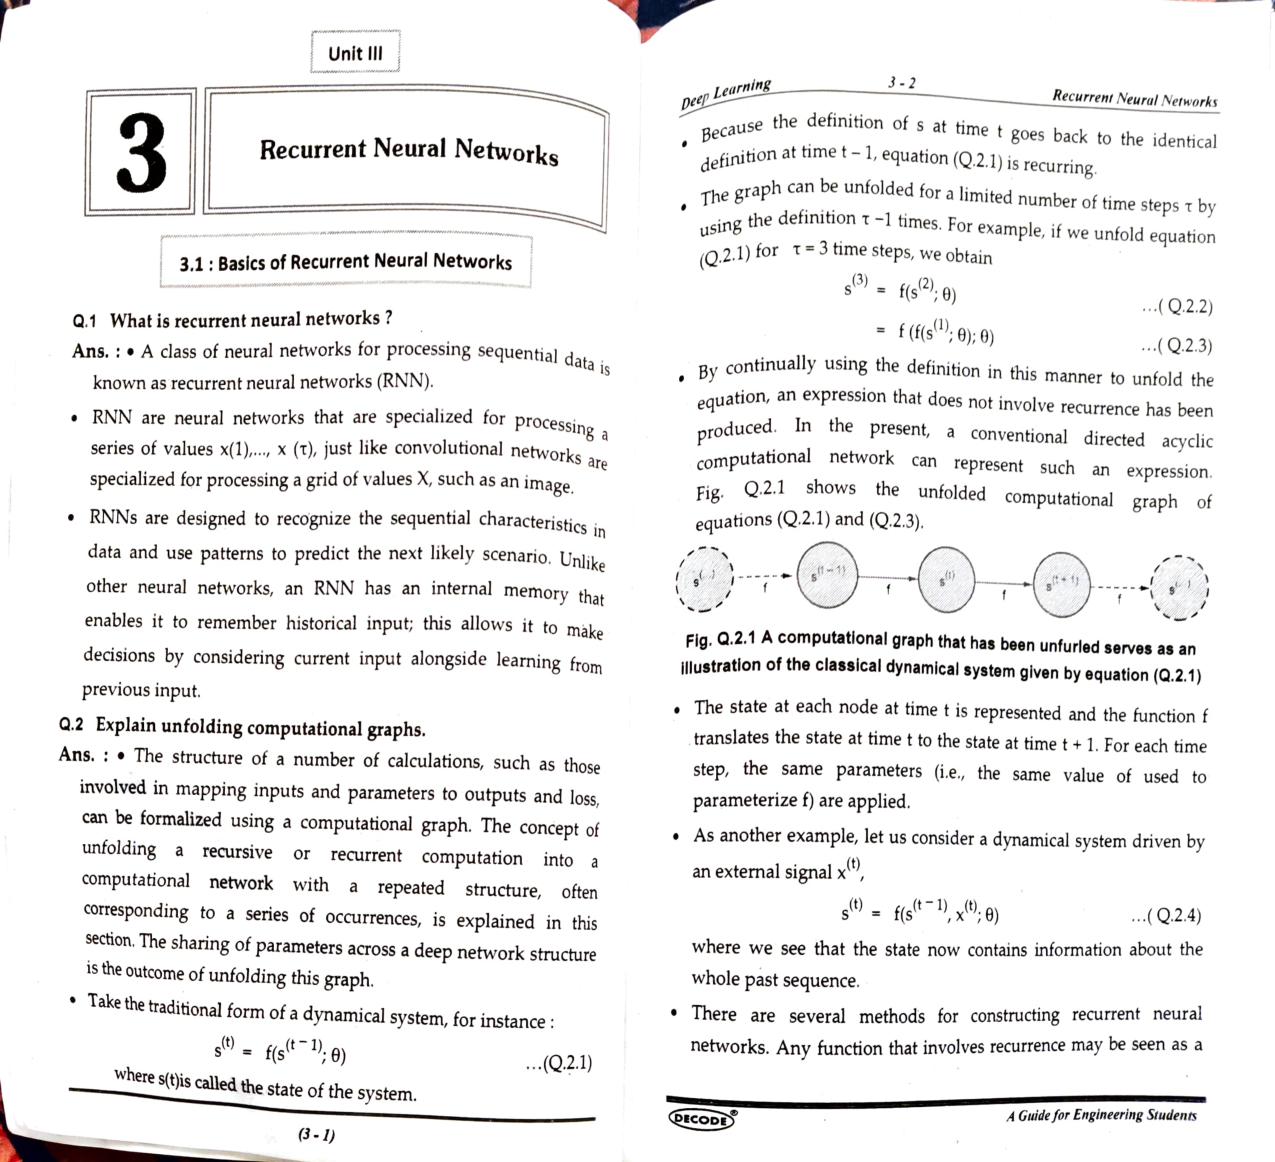 Unit III
3
Recurrent Neural Networks
3.1 : Basics of Recurrent Neural Networks
Q.1 What is recurrent neural networks ?
Ans. : • A class of neural networks for processing sequential data is
known as recurrent neural networks (RNN).
• RNN are neural networks that are specialized for processing a
series of values x(1),..., x (τ), just like convolutional networks are
specialized for processing a grid of values X, such as an image.
• RNNs are designed to recognize the sequential characteristics in
data and use patterns to predict the next likely scenario. Unlike
other neural networks, an RNN has an internal memory that
enables it to remember historical input; this allows it to make
decisions by considering current input alongside learning from
previous input.
Q.2 Explain unfolding computational graphs.
Ans. : • The structure of a number of calculations, such as those
involved in mapping inputs and parameters to outputs and loss,
can be formalized using a computational graph. The concept of
unfolding a recursive or recurrent computation into a
computational network with a repeated structure, often
corresponding to a series of occurrences, is explained in this
section. The sharing of parameters across a deep network structure
is the outcome of unfolding this graph.
• Take the traditional form of a dynamical system, for instance :
s^(t) = f(s^(t – 1); θ) ...(Q.2.1)
where s(t)is called the state of the system.
(3 - 1)
Deep Learning 3 - 2 Recurrent Neural Networks
• Because the definition of s at time t goes back to the identical
definition at time t – 1, equation (Q.2.1) is recurring.
• The graph can be unfolded for a limited number of time steps τ by
using the definition τ –1 times. For example, if we unfold equation
(Q.2.1) for τ = 3 time steps, we obtain
s^(3) = f(s^(2); θ) ...( Q.2.2)
= f (f(s^(1); θ); θ) ...( Q.2.3)
• By continually using the definition in this manner to unfold the
equation, an expression that does not involve recurrence has been
produced. In the present, a conventional directed acyclic
computational network can represent such an expression.
Fig. Q.2.1 shows the unfolded computational graph of
equations (Q.2.1) and (Q.2.3).
s^(...) f s^(t – 1) f s^(t) f s^(t + 1) f s^(...)
Fig. Q.2.1 A computational graph that has been unfurled serves as an
illustration of the classical dynamical system given by equation (Q.2.1)
• The state at each node at time t is represented and the function f
translates the state at time t to the state at time t + 1. For each time
step, the same parameters (i.e., the same value of used to
parameterize f) are applied.
• As another example, let us consider a dynamical system driven by
an external signal x^(t),
s^(t) = f(s^(t – 1), x^(t); θ) ...( Q.2.4)
where we see that the state now contains information about the
whole past sequence.
• There are several methods for constructing recurrent neural
networks. Any function that involves recurrence may be seen as a
DECODE® A Guide for Engineering Students